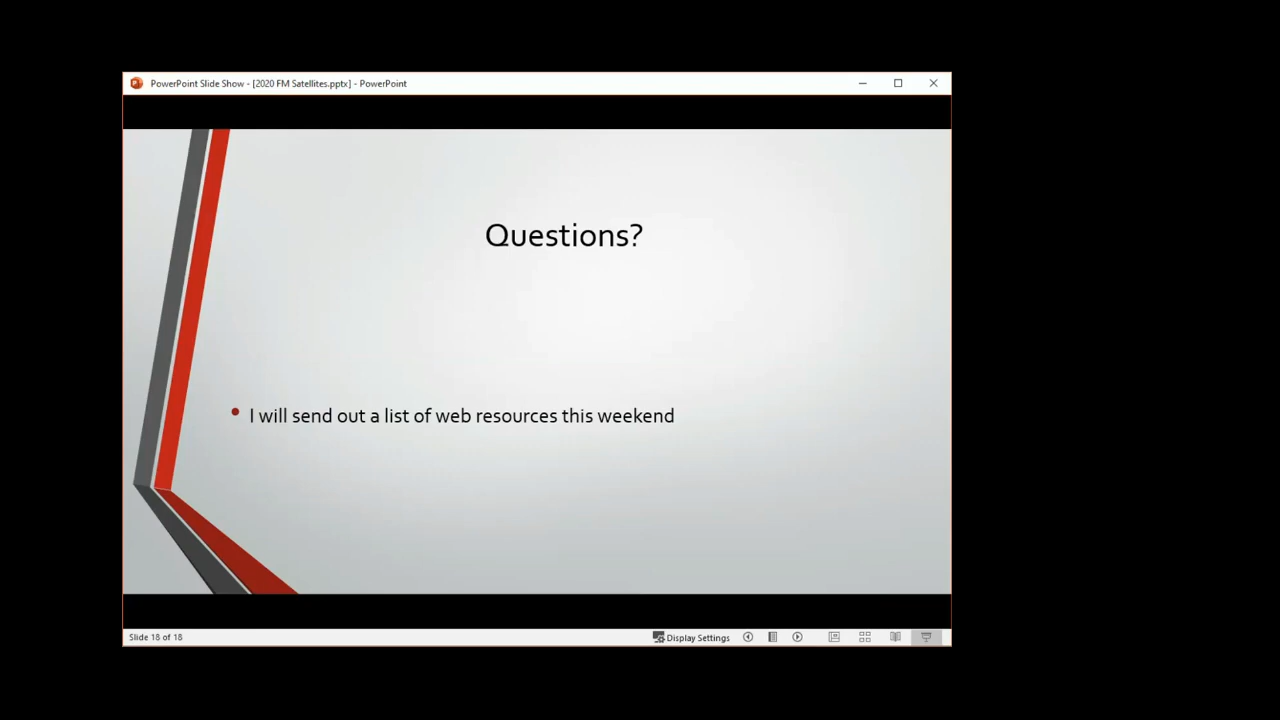 PowerPoint Slide Show - [2020 FM Satellites.pptx] - PowerPoint
Questions?
• I will send out a list of web resources this weekend
Slide 18 of 18
Display Settings